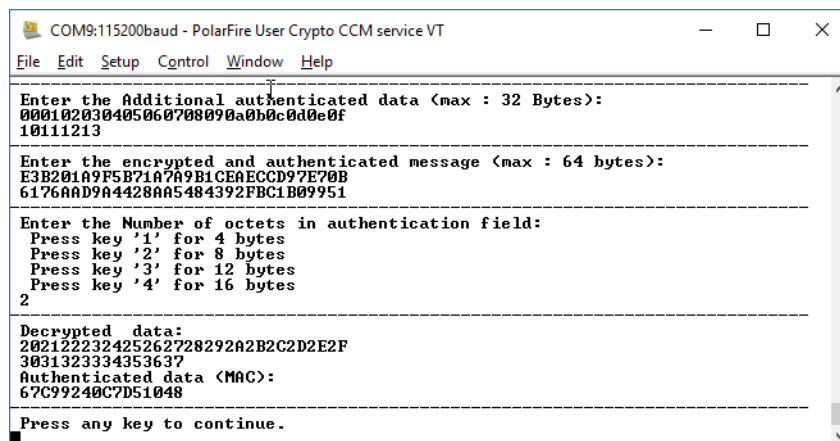 COM9:115200baud - PolarFire User Crypto CCM service VT
File Edit Setup Control Window Help
Enter the Additional authenticated data (max : 32 Bytes):
000102030405060708090a0b0c0d0e0f
10111213
Enter the encrypted and authenticated message (max : 64 bytes):
E3B201A9F5B71A7A9B1CEAECCD97E70B
6176AAD9A4428AA5484392FBC1B09951
Enter the Number of octets in authentication field:
Press key '1' for 4 bytes
Press key '2' for 8 bytes
Press key '3' for 12 bytes
Press key '4' for 16 bytes
2
Decrypted  data:
202122232425262728292A2B2C2D2E2F
3031323334353637
Authenticated data (MAC):
67C99240C7D51048
Press any key to continue.